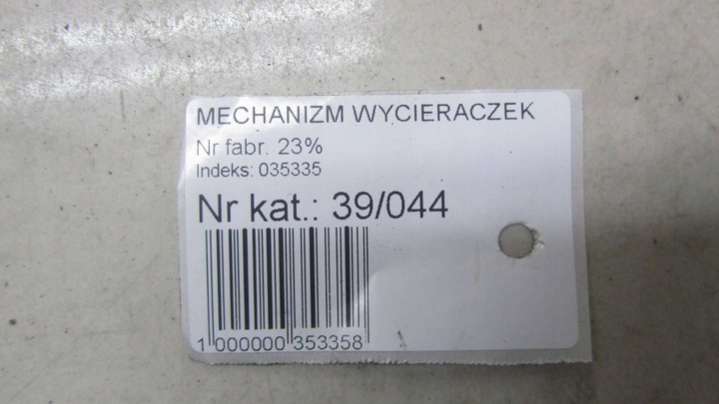 MECHANIZM WYCIERACZEK
Nr fabr. 23%
Indeks: 035335
Nr kat.: 39/044
1 000000 353358